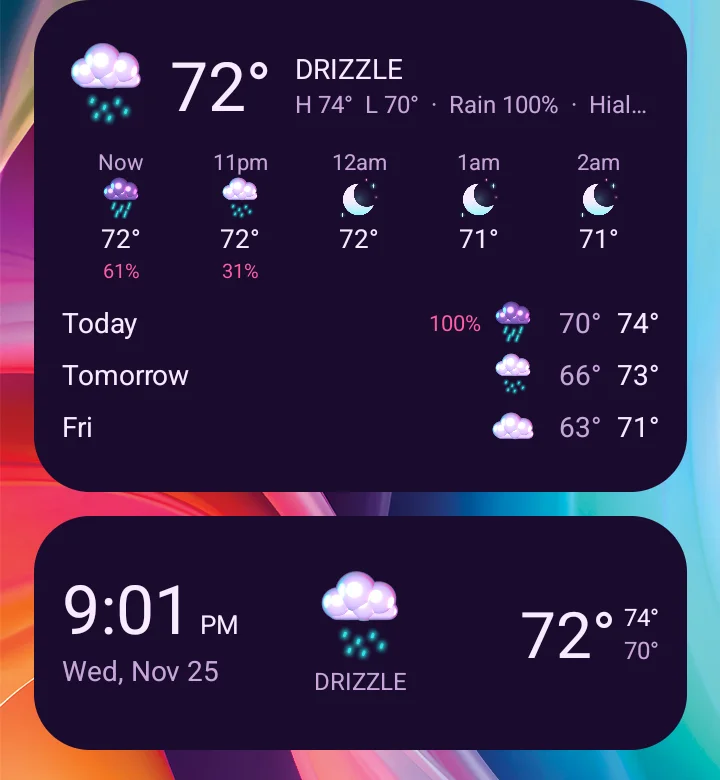 72° DRIZZLE
H 74° L 70° · Rain 100% · Hial...
Now 11pm 12am 1am 2am
72° 72° 72° 71° 71°
61% 31%
Today 100% 70° 74°
Tomorrow 66° 73°
Fri 63° 71°
9:01 PM
Wed, Nov 25
DRIZZLE
72° 74°
70°